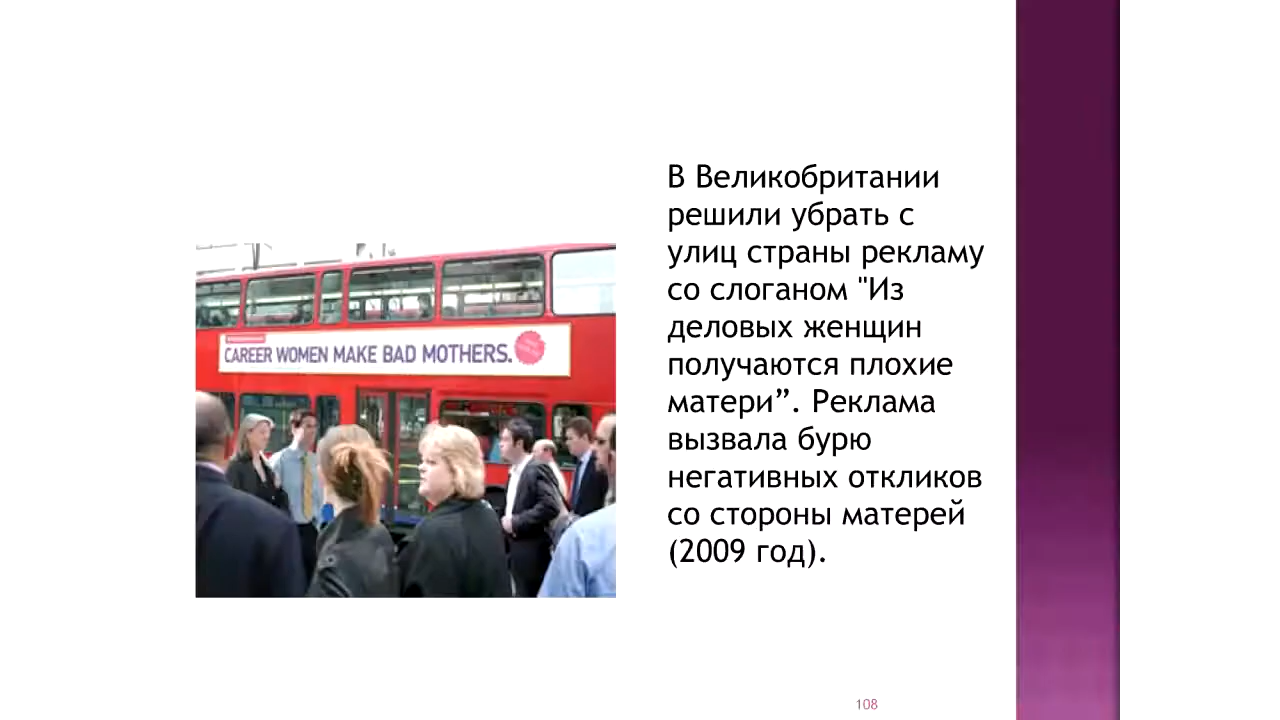 CAREER WOMEN MAKE BAD MOTHERS.
В Великобритании
решили убрать с
улиц страны рекламу
со слоганом "Из
деловых женщин
получаются плохие
матери”. Реклама
вызвала бурю
негативных откликов
со стороны матерей
(2009 год).
108